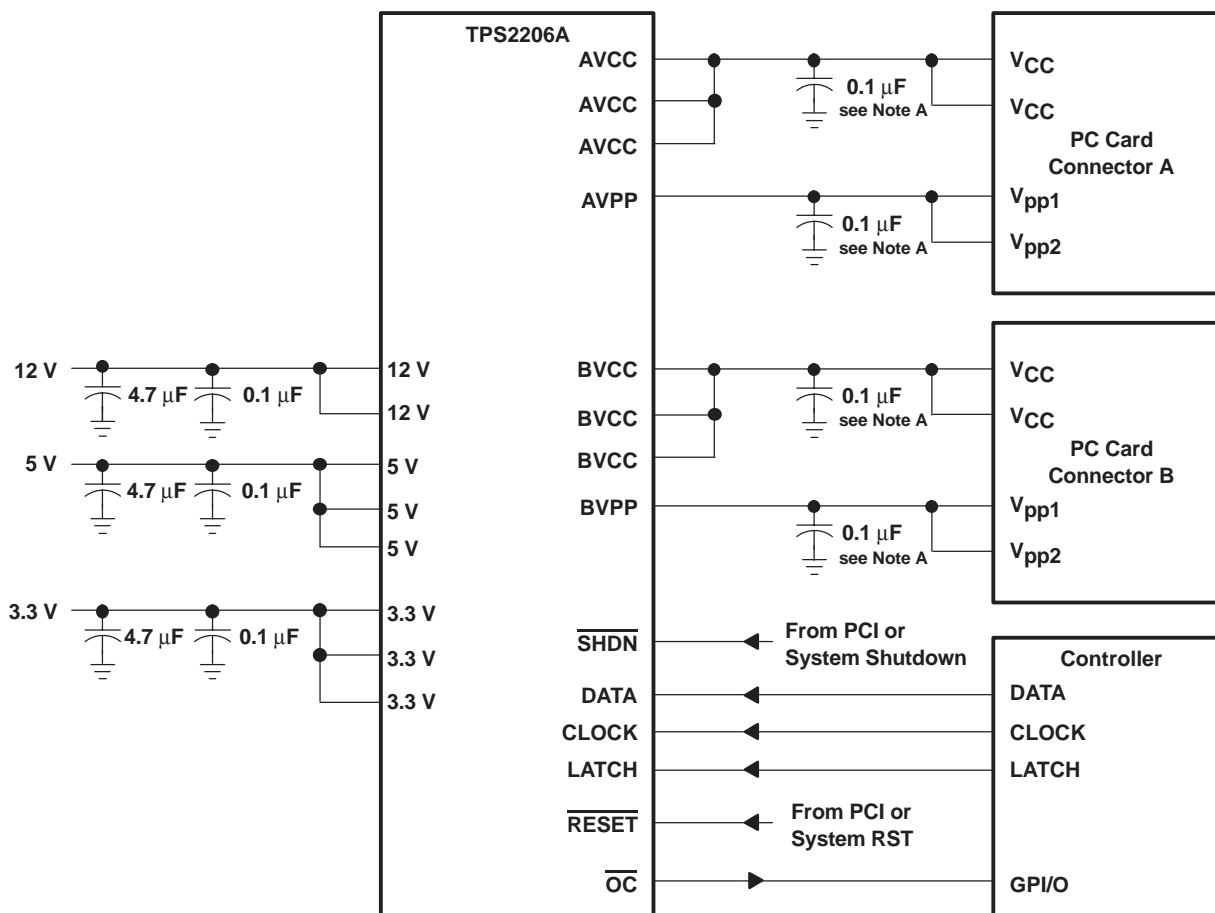 TPS2206A
AVCC
AVCC
AVCC
AVPP
0.1 μF
see Note A
0.1 μF
see Note A
VCC
VCC
PC Card
Connector A
Vpp1
Vpp2
12 V
4.7 μF
0.1 μF
12 V
12 V
5 V
4.7 μF
0.1 μF
5 V
5 V
5 V
3.3 V
4.7 μF
0.1 μF
3.3 V
3.3 V
3.3 V
BVCC
BVCC
BVCC
BVPP
0.1 μF
see Note A
0.1 μF
see Note A
VCC
VCC
PC Card
Connector B
Vpp1
Vpp2
SHDN
From PCI or
System Shutdown
Controller
DATA
DATA
CLOCK
CLOCK
LATCH
LATCH
RESET
From PCI or
System RST
OC
GPI/O